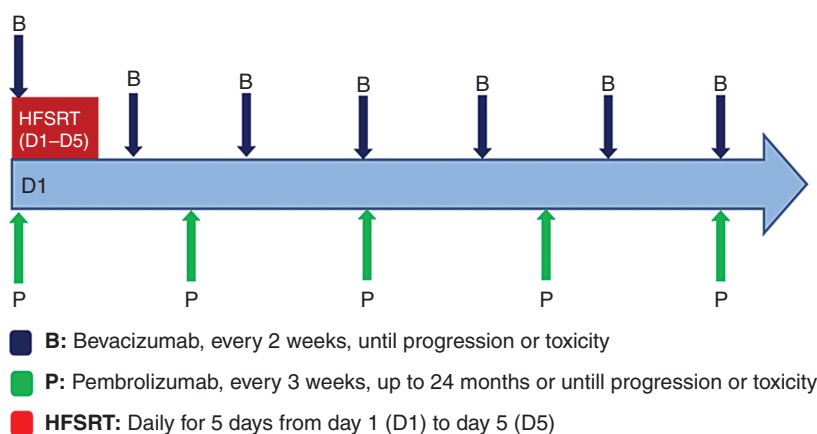 B
B B B B B B
HFSRT
(D1–D5)
D1
P P P P P
B: Bevacizumab, every 2 weeks, until progression or toxicity
P: Pembrolizumab, every 3 weeks, up to 24 months or untill progression or toxicity
HFSRT: Daily for 5 days from day 1 (D1) to day 5 (D5)